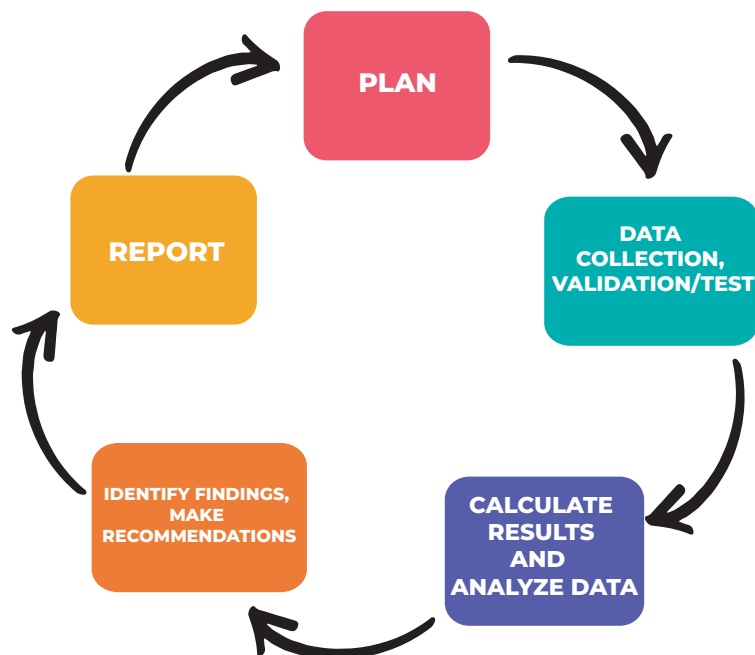 PLAN
DATA
COLLECTION,
VALIDATION/TEST
CALCULATE
RESULTS
AND
ANALYZE DATA
IDENTIFY FINDINGS,
MAKE
RECOMMENDATIONS
REPORT